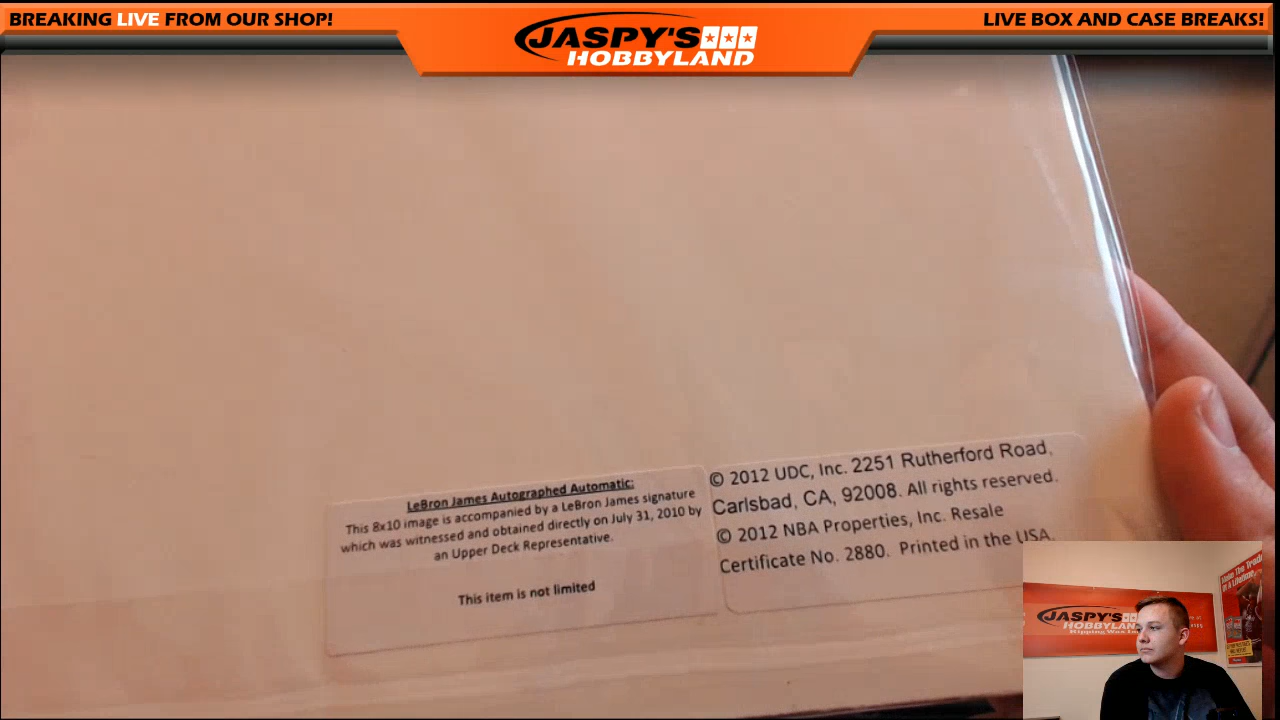 BREAKING LIVE FROM OUR SHOP!
JASPY'S
HOBBYLAND
LIVE BOX AND CASE BREAKS!
LeBron James Autographed Automatic:
This 8x10 image is accompanied by a LeBron James signature
which was witnessed and obtained directly on July 31, 2010 by
an Upper Deck Representative.
This item is not limited
© 2012 UDC, Inc. 2251 Rutherford Road,
Carlsbad, CA, 92008. All rights reserved.
© 2012 NBA Properties, Inc. Resale
Certificate No. 2880. Printed in the USA.
JASPY'S
HOBBYLAND